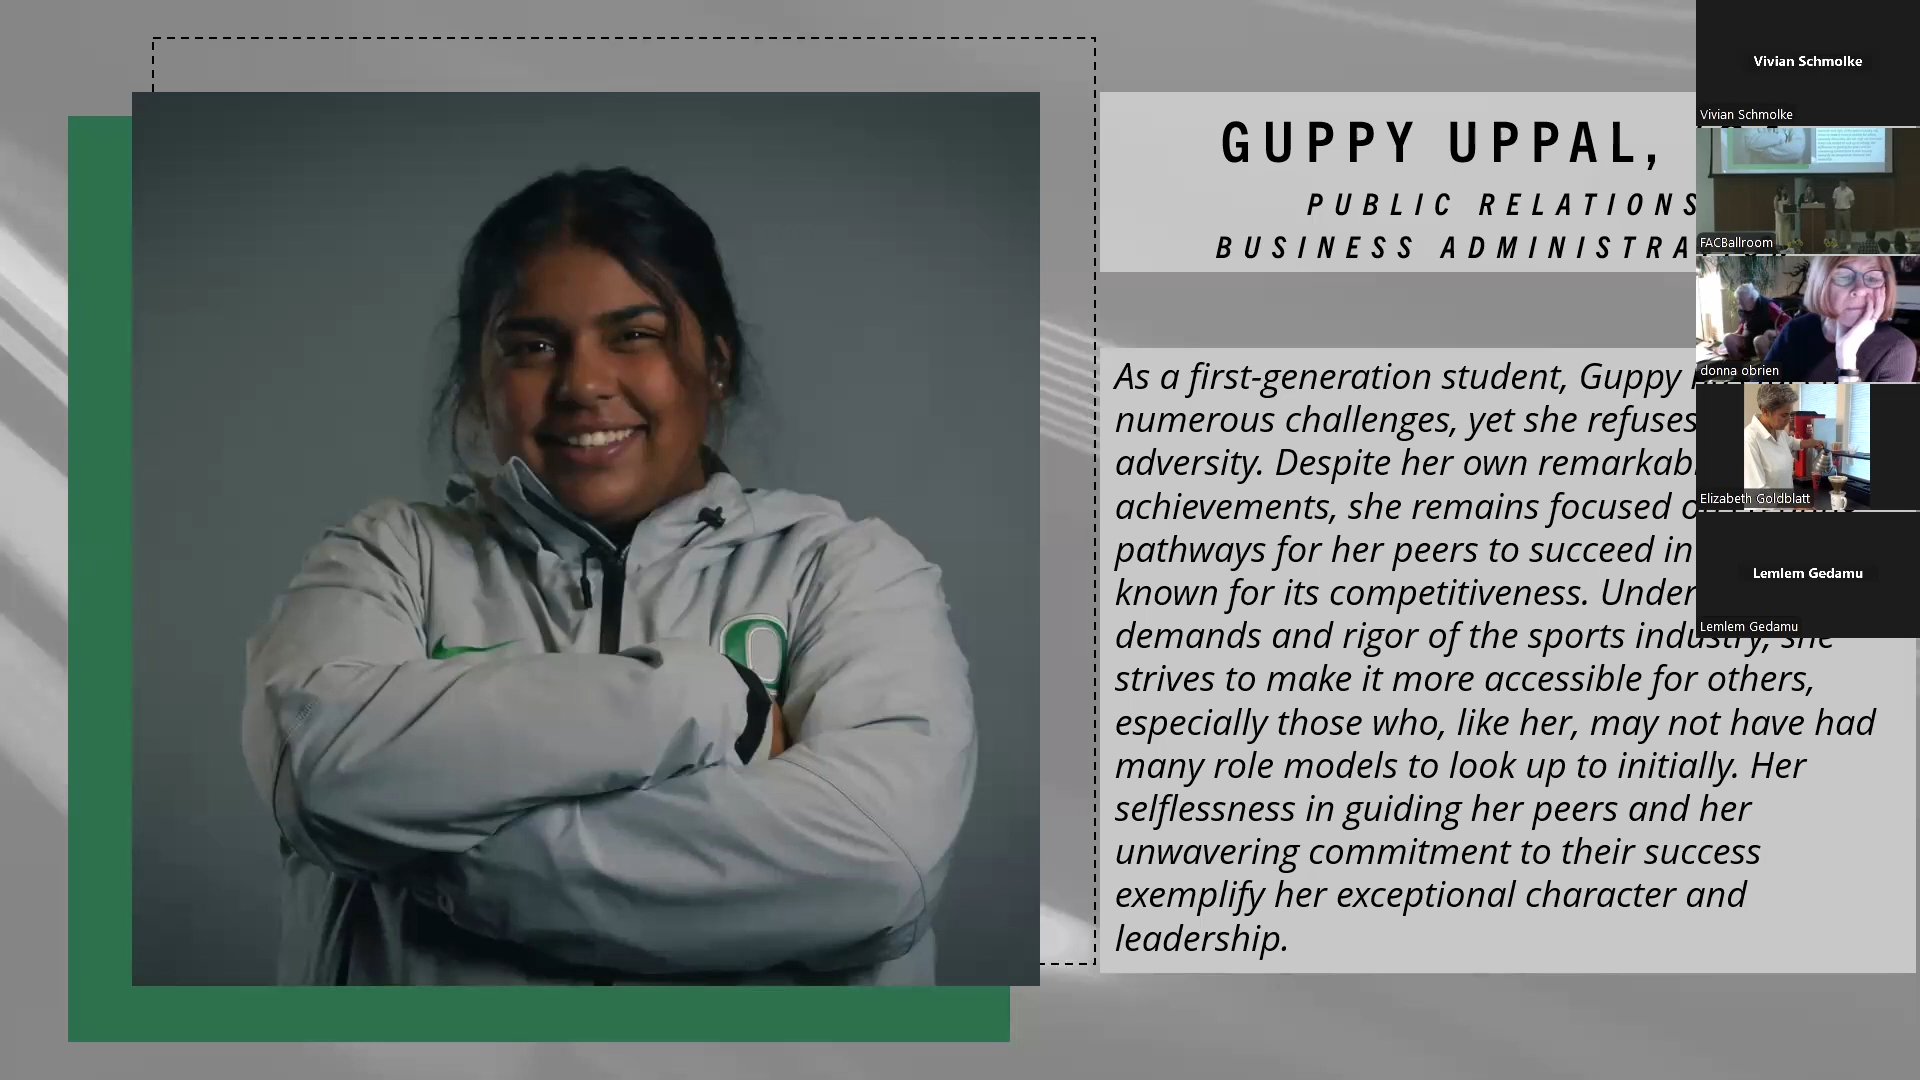 GUPPY UPPAL,
PUBLIC RELATIONS
BUSINESS ADMINISTRA
As a first-generation student, Guppy
numerous challenges, yet she refuses
adversity. Despite her own
achievements, she remains focused
pathways for her peers to succeed in
known for its competitiveness. Under
demands and rigor of the sports industry, she
strives to make it more accessible for others,
especially those who, like her, may not have had
many role models to look up to initially. Her
selflessness in guiding her peers and her
unwavering commitment to their success
exemplify her exceptional character and
leadership.
Vivian Schmolke
Vivian Schmolke
FACBallroom
donna obrien
Elizabeth Goldblatt
Lemlem Gedamu
Lemlem Gedamu
O